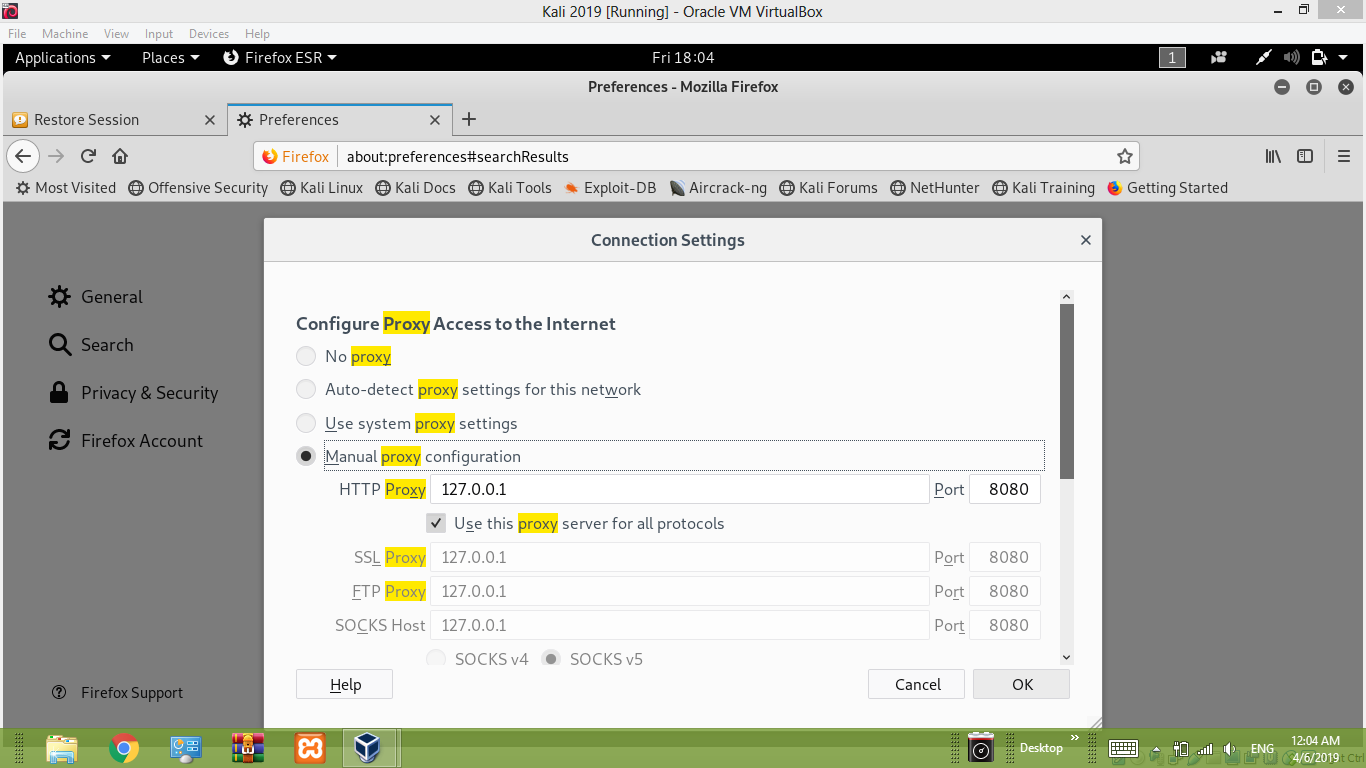 Kali 2019 [Running] - Oracle VM VirtualBox
File Machine View Input Devices Help
Applications Places Firefox ESR Fri 18:04 1
Preferences - Mozilla Firefox
Restore Session Preferences
Firefox about:preferences#searchResults
Most Visited Offensive Security Kali Linux Kali Docs Kali Tools Exploit-DB Aircrack-ng Kali Forums NetHunter Kali Training Getting Started
Connection Settings
General
Search
Privacy & Security
Firefox Account
Firefox Support
Configure Proxy Access to the Internet
No proxy
Auto-detect proxy settings for this network
Use system proxy settings
Manual proxy configuration
HTTP Proxy 127.0.0.1 Port 8080
Use this proxy server for all protocols
SSL Proxy 127.0.0.1 Port 8080
FTP Proxy 127.0.0.1 Port 8080
SOCKS Host 127.0.0.1 Port 8080
SOCKS v4 SOCKS v5
Help Cancel OK
Desktop » ENG 12:04 AM
4/6/2019